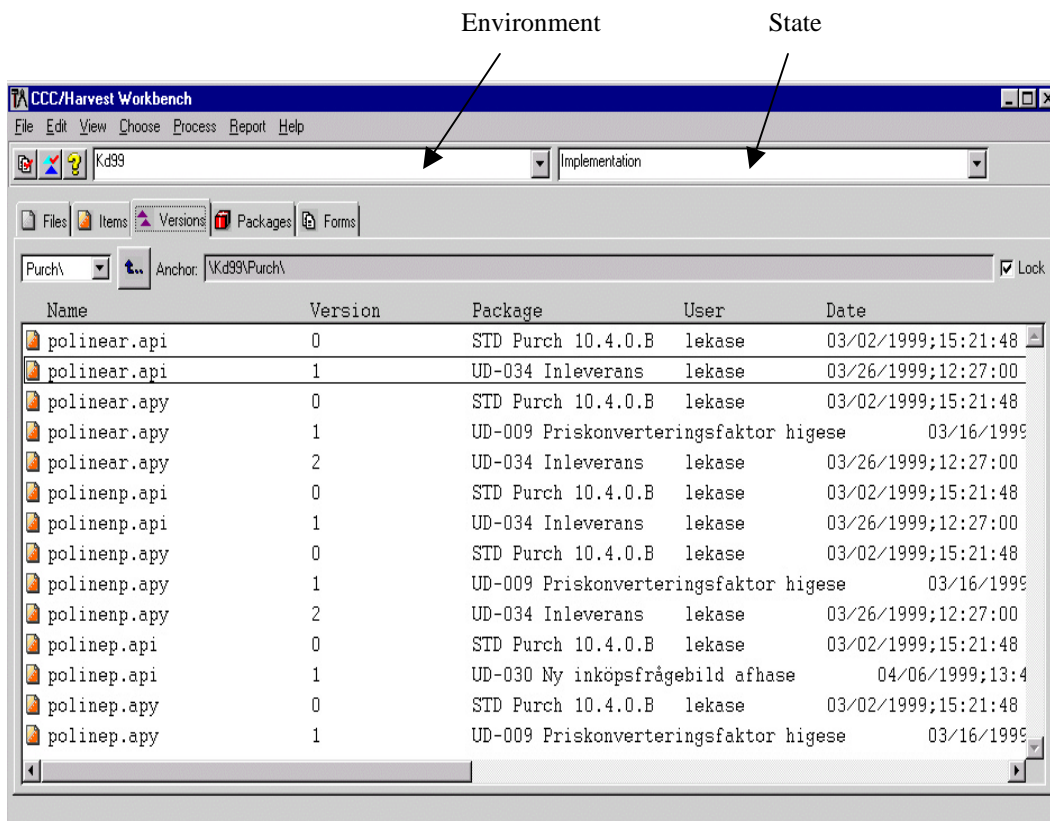 Environment State
CCC/Harvest Workbench
File Edit View Choose Process Report Help
Kd99 Implementation
Files Items Versions Packages Forms
Purch\ Anchor: \Kd99\Purch\ Lock
Name Version Package User Date
polinear.api 0 STD Purch 10.4.0.B lekase 03/02/1999;15:21:48
polinear.api 1 UD-034 Inleverans lekase 03/26/1999;12:27:00
polinear.apy 0 STD Purch 10.4.0.B lekase 03/02/1999;15:21:48
polinear.apy 1 UD-009 Priskonverteringsfaktor higese 03/16/1999
polinear.apy 2 UD-034 Inleverans lekase 03/26/1999;12:27:00
polinenp.api 0 STD Purch 10.4.0.B lekase 03/02/1999;15:21:48
polinenp.api 1 UD-034 Inleverans lekase 03/26/1999;12:27:00
polinenp.apy 0 STD Purch 10.4.0.B lekase 03/02/1999;15:21:48
polinenp.apy 1 UD-009 Priskonverteringsfaktor higese 03/16/1999
polinenp.apy 2 UD-034 Inleverans lekase 03/26/1999;12:27:00
polinep.api 0 STD Purch 10.4.0.B lekase 03/02/1999;15:21:48
polinep.api 1 UD-030 Ny inköpsfrågebild afhase 04/06/1999;13:4
polinep.apy 0 STD Purch 10.4.0.B lekase 03/02/1999;15:21:48
polinep.apy 1 UD-009 Priskonverteringsfaktor higese 03/16/1999